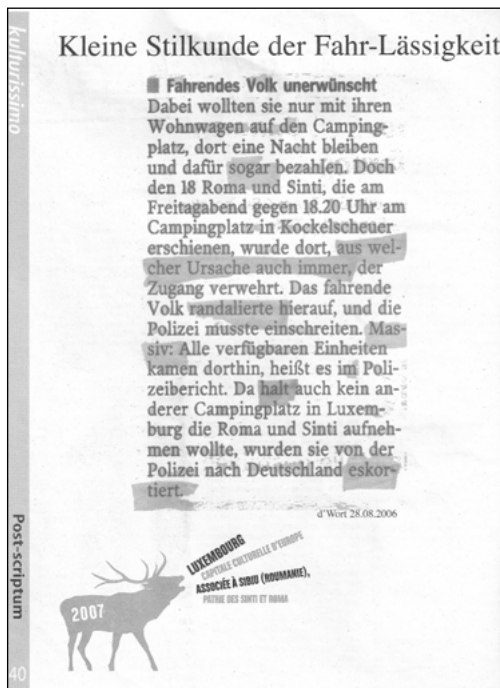 kulturissimo
Kleine Stilkunde der Fahr-Lässigkeit
Fahrendes Volk unerwünscht
Dabei wollten sie nur mit ihren
Wohnwagen auf den Camping-
platz, dort eine Nacht bleiben
und dafür sogar bezahlen. Doch
den 18 Roma und Sinti, die am
Freitagabend gegen 18.20 Uhr am
Campingplatz in Kockelscheuer
erschienen, wurde dort, aus wel-
cher Ursache auch immer, der
Zugang verwehrt. Das fahrende
Volk randalierte hierauf, und die
Polizei musste einschreiten. Mas-
siv: Alle verfügbaren Einheiten
kamen dorthin, heißt es im Poli-
zeibericht. Da halt auch kein an-
derer Campingplatz in Luxem-
burg die Roma und Sinti aufneh-
men wollte, wurden sie von der
Polizei nach Deutschland eskor-
tiert.
d'Wort 28.08.2006
LUXEMBOURG
CAPITALE CULTURELLE D'EUROPE
ASSOCIÉE À SIBIU (ROUMANIE),
PATRIE DES SINTI ET ROMA
2007
Post-scriptum
40